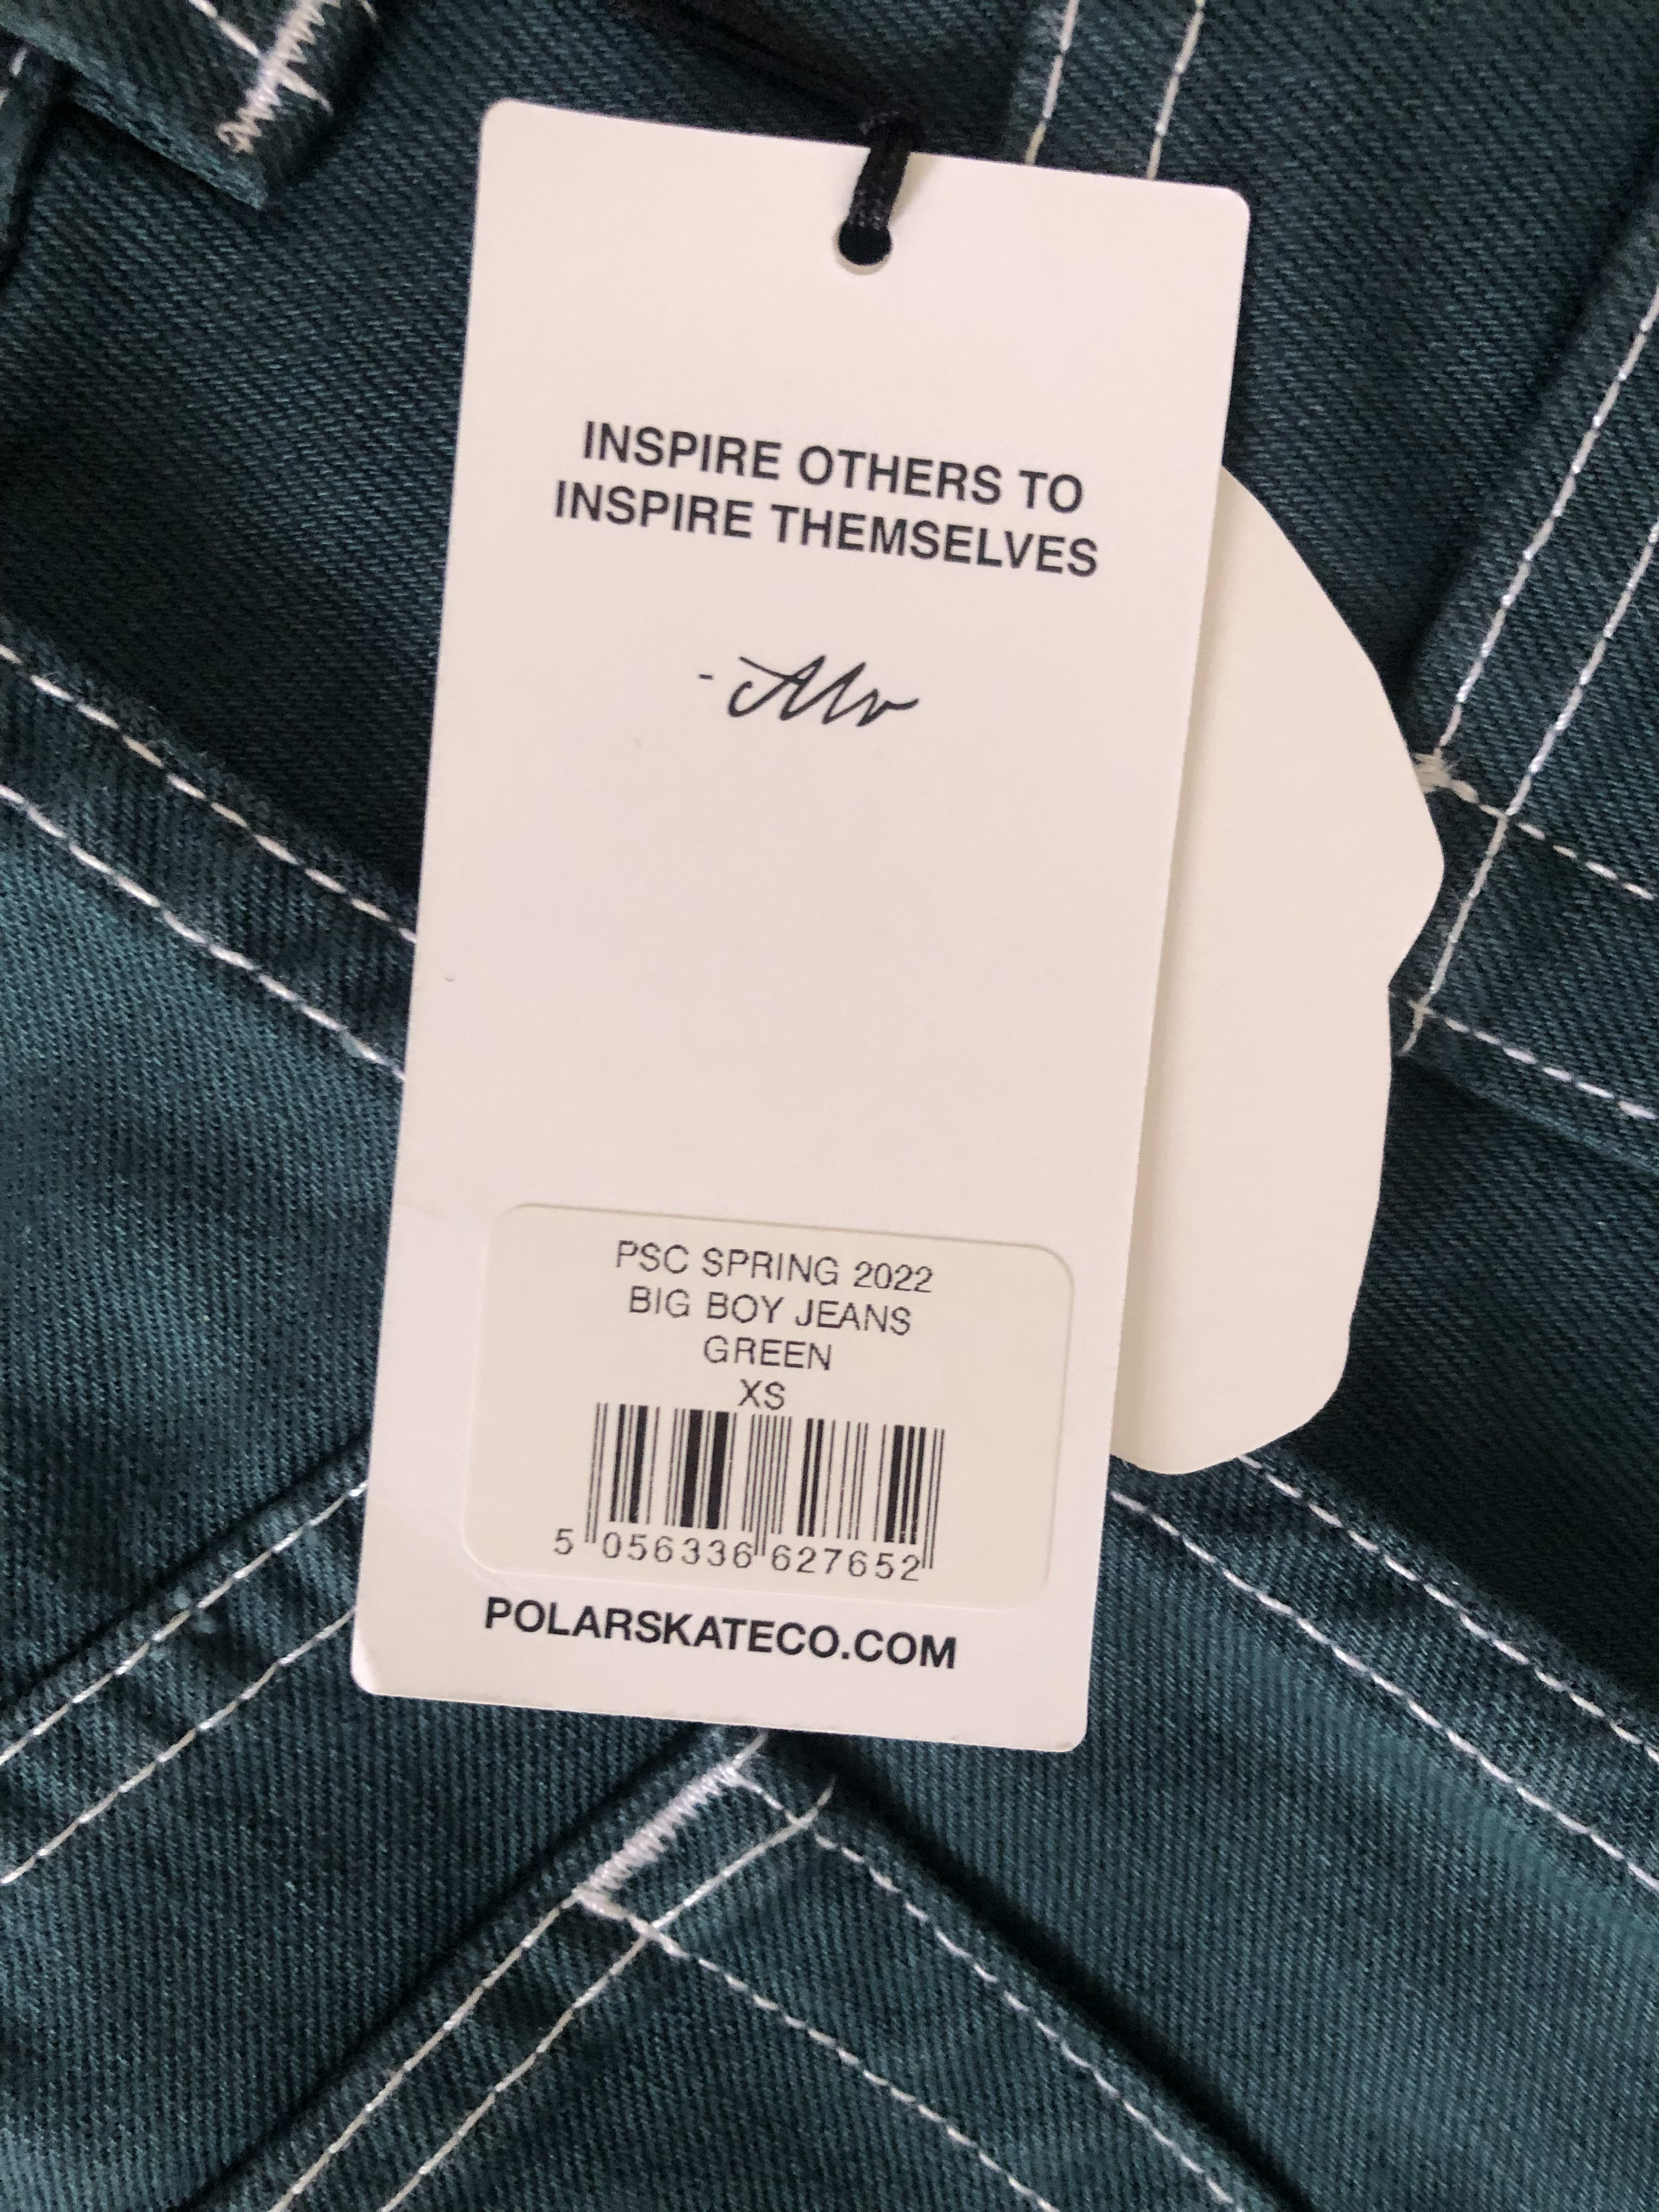 INSPIRE OTHERS TO
INSPIRE THEMSELVES
PSC SPRING 2022
BIG BOY JEANS
GREEN
XS
5 056336 627652
POLARSKATECO.COM